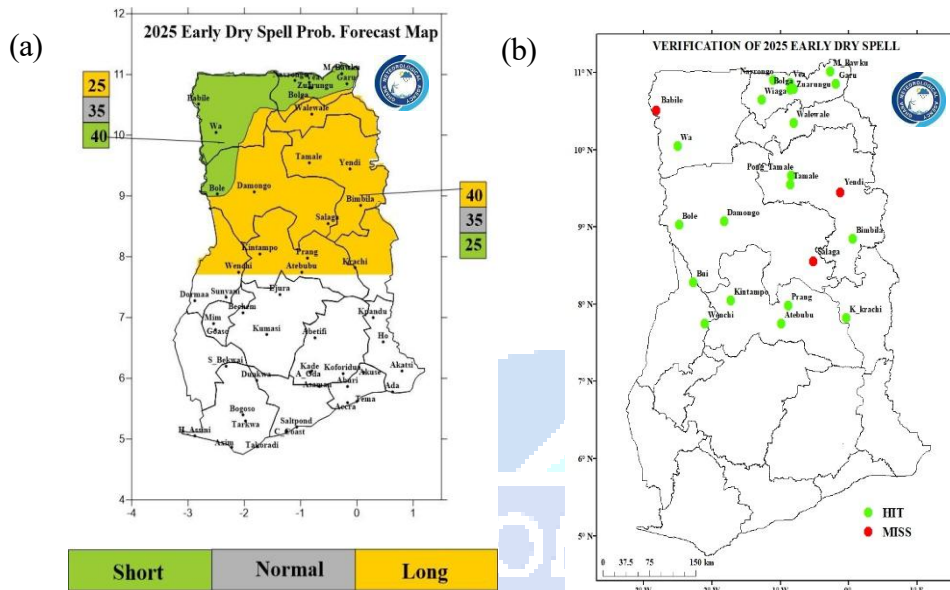 (a)
2025 Early Dry Spell Prob. Forecast Map
12
11
10
9
8
7
6
5
4
-3
-2
-1
0
1
2
25
35
40
40
35
25
M_Bawku
Vea
Garu
Zuarungu
Bolga
Babile
Walewale
Wa
Tamale
Yendi
Bole
Damongo
Bimbila
Salaga
Kintampo
Prang
Krachi
Wenchi
Atebubu
Sunyani
Ejura
Dormaa
Bechem
Kpandu
Mim
Goaso
Kumasi
Abetifi
Ho
S_Bekwai
Dunkwa
Kade
Koforidua
A_Oda
Akuse
Akatsi
Asaman
Aburi
Ada
Tema
Accra
Bogoso
Tarkwa
Saltpond
C_Coast
Axim
Takoradi
Short
Normal
Long
(b)
VERIFICATION OF 2025 EARLY DRY SPELL
11°N
10°N
9°N
8°N
7°N
6°N
5°N
M_Bawku
Navrongo
Vea
Bolga
Zuarungu
Garu
Wiaga
Babile
Walewale
Wa
Pong_Tamale
Tamale
Yendi
Bole
Damongo
Bimbila
Salaga
Bui
Kintampo
Prang
Wenchi
Atebubu
K_krachi
HIT
MISS
0 37.5 75 150 km